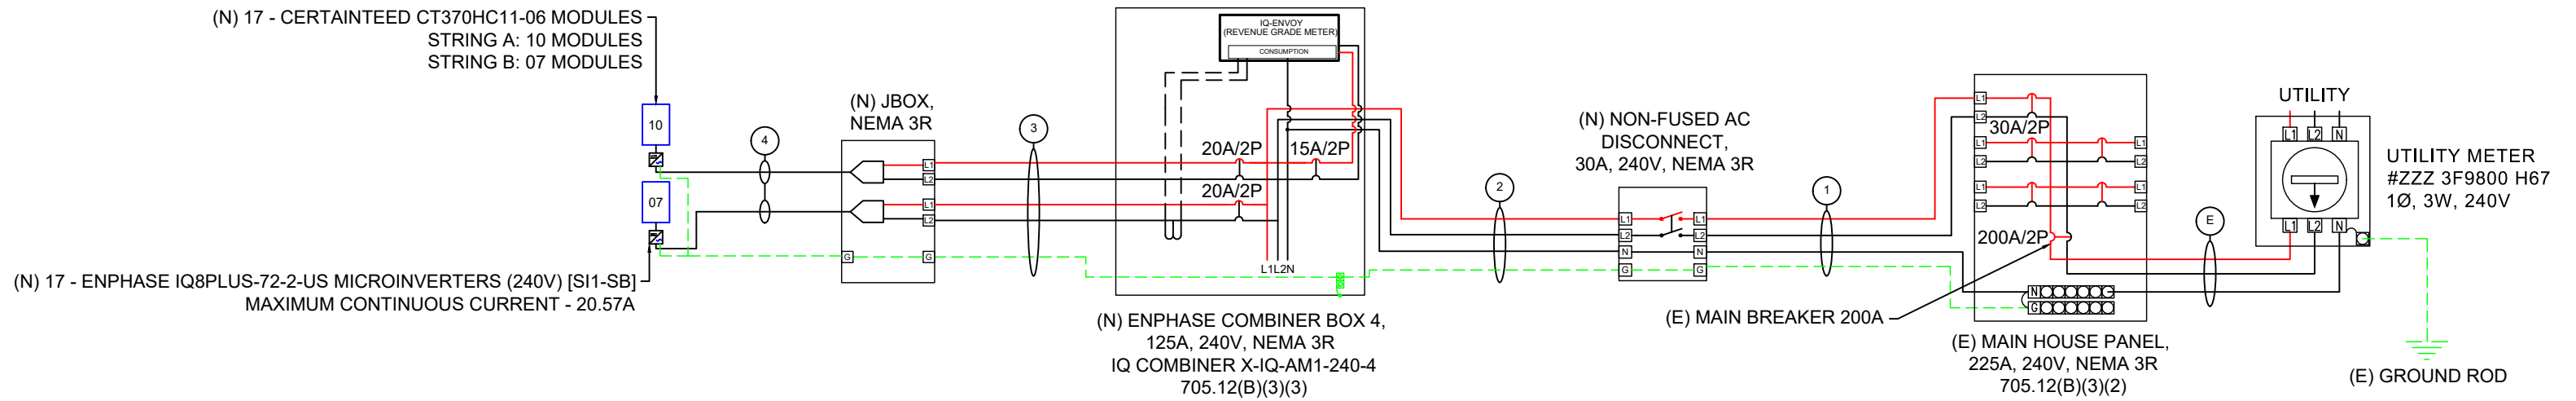 (N) 17 - CERTAINTEED CT370HC11-06 MODULES
STRING A: 10 MODULES
STRING B: 07 MODULES
10
07
(N) 17 - ENPHASE IQ8PLUS-72-2-US MICROINVERTERS (240V) [SI1-SB]
MAXIMUM CONTINUOUS CURRENT - 20.57A
4
(N) JBOX,
NEMA 3R
L1
L2
L1
L2
G
G
3
IQ-ENVOY
(REVENUE GRADE METER)
CONSUMPTION
20A/2P
15A/2P
20A/2P
L1L2N
(N) ENPHASE COMBINER BOX 4,
125A, 240V, NEMA 3R
IQ COMBINER X-IQ-AM1-240-4
705.12(B)(3)(3)
2
(N) NON-FUSED AC
DISCONNECT,
30A, 240V, NEMA 3R
L1
L1
L2
L2
N
N
G
G
1
L1
L2
30A/2P
L1
L1
L2
L2
L1
L1
L2
L2
200A/2P
N
G
(E) MAIN BREAKER 200A
(E) MAIN HOUSE PANEL,
225A, 240V, NEMA 3R
705.12(B)(3)(2)
E
UTILITY
L1
L2
N
L1
L2
N
UTILITY METER
#ZZZ 3F9800 H67
1Ø, 3W, 240V
(E) GROUND ROD